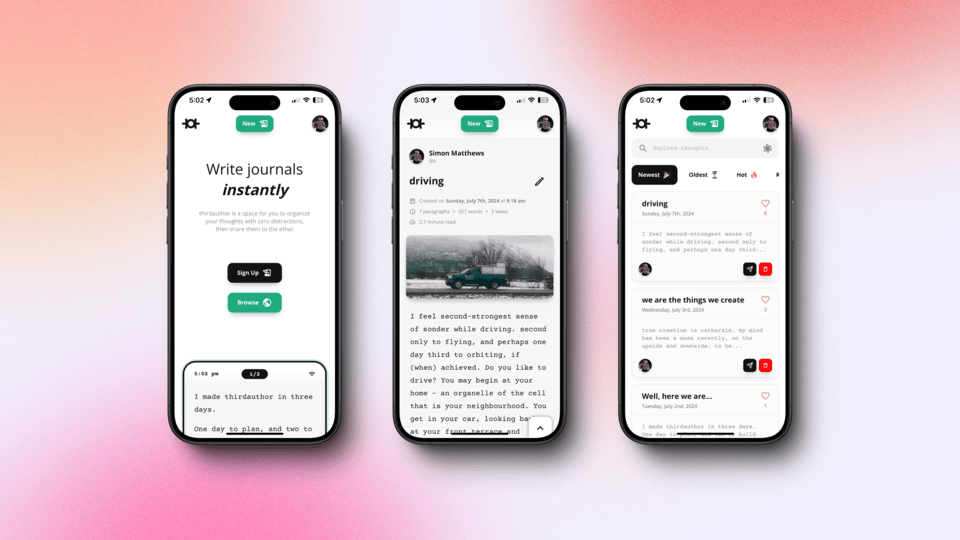 5:02
New
Write journals
instantly
thirdauthor is a space for you to organize
your thoughts with zero distractions,
then share them to the ether
Sign Up
Browse
5:02 pm
1/3
I made thirdauthor in three
days.
One day to plan, and two to
5:03
New
Simon Matthews
driving
Created on Sunday, July 7th, 2024 at 9:18 am
7 paragraphs • 657 words • 3 views
2.7 minute read
I feel second-strongest sense
of sonder while driving. second
only to flying, and perhaps one
day third to orbiting, if
(when) achieved. Do you like to
drive? You may begin at your
home - an organelle of the cell
that is your neighbourhood. You
get in your car, looking
at your front terrace and
5:02
New
Explore thoughts
Newest
Oldest
Hot
R
driving
Sunday, July 7th, 2024
0
I feel second-strongest sense of
sonder while driving. second only to
flying, and perhaps one day third...
we are the things we create
Wednesday, July 3rd, 2024
2
true creation is catharsis. my mind
has been a mess recently, on the
upside and downside. to be...
Well, here we are...
Tuesday, July 2nd, 2024
1
I made thirdauthor in three days.
One day to plan, and two to build.